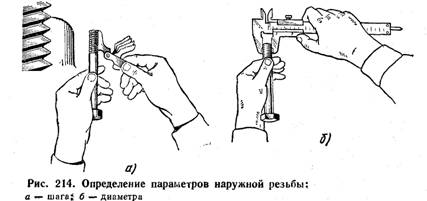 а)
б)
Рис. 214. Определение параметров наружной резьбы:
а — шага; б — диаметра